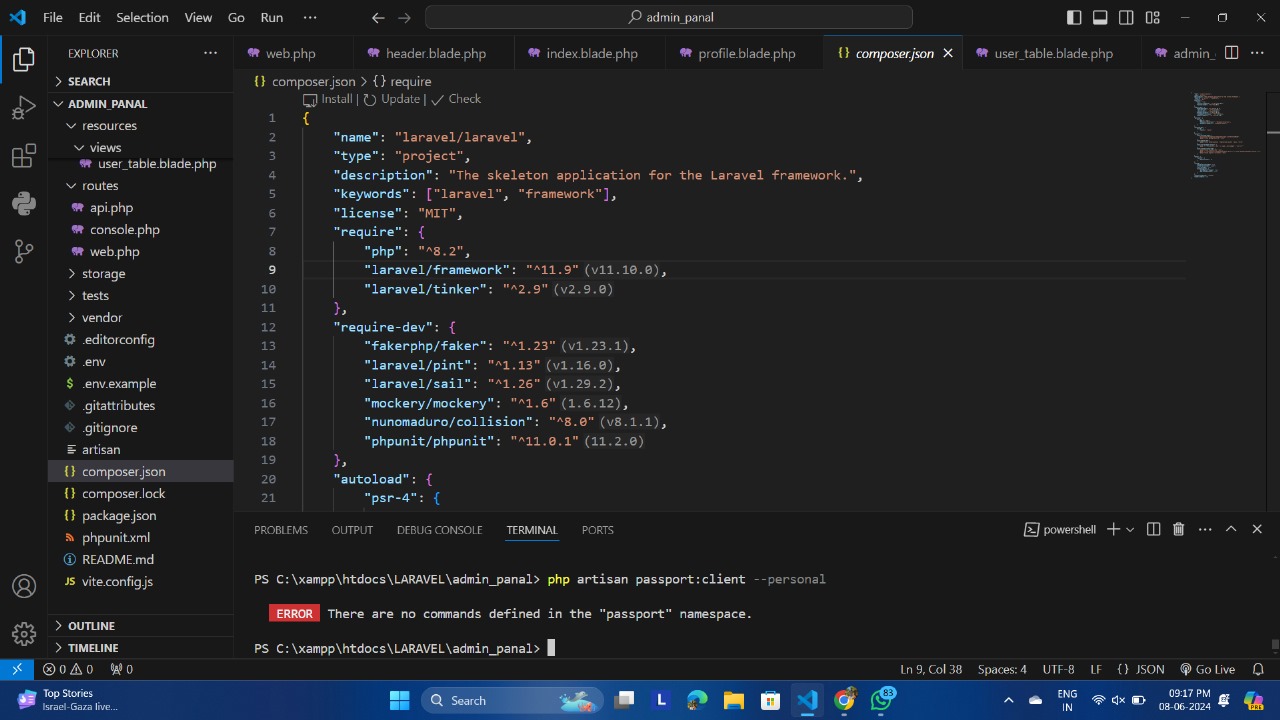 File Edit Selection View Go Run ··· admin_panal
EXPLORER ···
web.php header.blade.php index.blade.php profile.blade.php composer.json user_table.blade.php admin_ ···
SEARCH
ADMIN_PANAL
resources
views
user_table.blade.php
routes
api.php
console.php
web.php
storage
tests
vendor
.editorconfig
.env
.env.example
.gitattributes
.gitignore
artisan
composer.json
composer.lock
package.json
phpunit.xml
README.md
vite.config.js
OUTLINE
TIMELINE
composer.json > {} require
Install | Update | Check
1 {
2 "name": "laravel/laravel",
3 "type": "project",
4 "description": "The skeleton application for the Laravel framework.",
5 "keywords": ["laravel", "framework"],
6 "license": "MIT",
7 "require": {
8 "php": "^8.2",
9 "laravel/framework": "^11.9" (v11.10.0),
10 "laravel/tinker": "^2.9" (v2.9.0)
11 },
12 "require-dev": {
13 "fakerphp/faker": "^1.23" (v1.23.1),
14 "laravel/pint": "^1.13" (v1.16.0),
15 "laravel/sail": "^1.26" (v1.29.2),
16 "mockery/mockery": "^1.6" (1.6.12),
17 "nunomaduro/collision": "^8.0" (v8.1.1),
18 "phpunit/phpunit": "^11.0.1" (11.2.0)
19 },
20 "autoload": {
21 "psr-4": {
PROBLEMS OUTPUT DEBUG CONSOLE TERMINAL PORTS powershell ···
PS C:\xampp\htdocs\LARAVEL\admin_panal> php artisan passport:client --personal
ERROR There are no commands defined in the "passport" namespace.
PS C:\xampp\htdocs\LARAVEL\admin_panal>
0 0 0 Ln 9, Col 38 Spaces: 4 UTF-8 LF {} JSON Go Live
Top Stories
Israel-Gaza live...
Search
L
83
ENG
IN
09:17 PM
08-06-2024
PRE